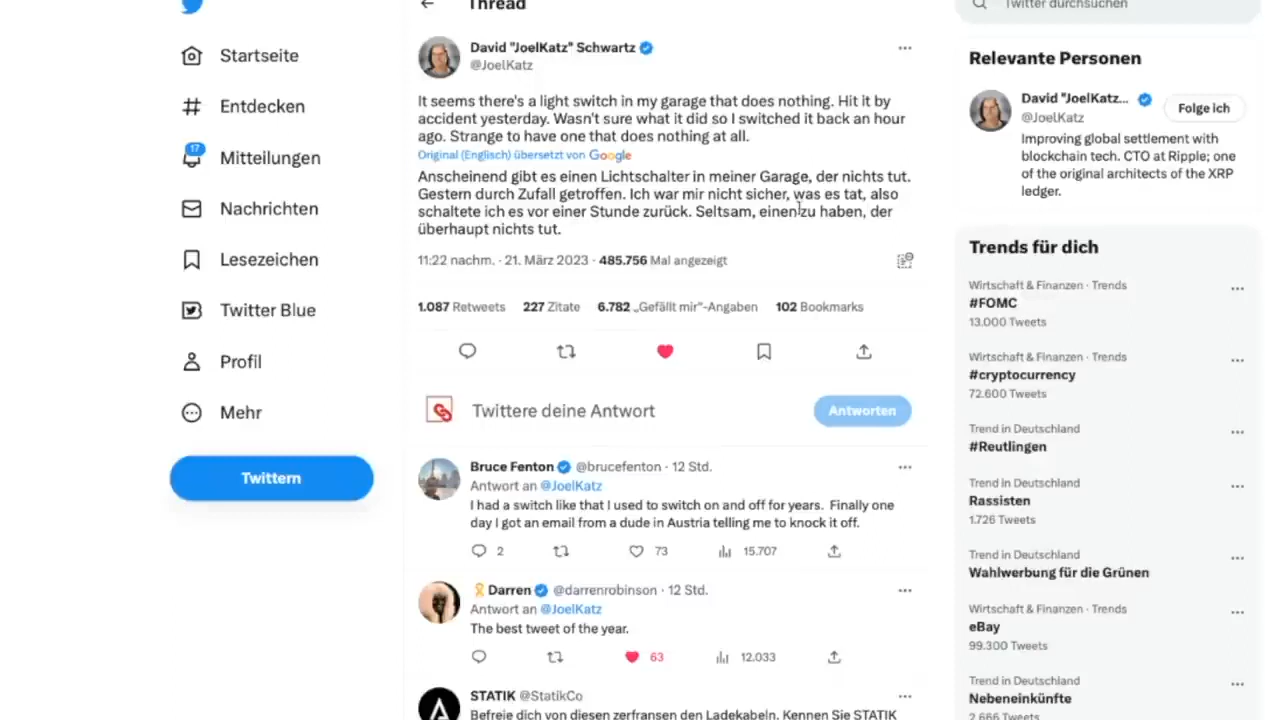 Thread
Twitter durchsuchen
Startseite
Entdecken
17
Mitteilungen
Nachrichten
Lesezeichen
Twitter Blue
Profil
Mehr
Twittern
David "JoelKatz" Schwartz
@JoelKatz
It seems there's a light switch in my garage that does nothing. Hit it by
accident yesterday. Wasn't sure what it did so I switched it back an hour
ago. Strange to have one that does nothing at all.
Original (Englisch) übersetzt von Google
Anscheinend gibt es einen Lichtschalter in meiner Garage, der nichts tut.
Gestern durch Zufall getroffen. Ich war mir nicht sicher, was es tat, also
schaltete ich es vor einer Stunde zurück. Seltsam, einen zu haben, der
überhaupt nichts tut.
11:22 nachm. · 21. März 2023 · 485.756 Mal angezeigt
1.087 Retweets 227 Zitate 6.782 „Gefällt mir“-Angaben 102 Bookmarks
Twittere deine Antwort
Antworten
Bruce Fenton @brucefenton · 12 Std.
Antwort an @JoelKatz
I had a switch like that I used to switch on and off for years. Finally one
day I got an email from a dude in Austria telling me to knock it off.
2 73 15.707
Darren @darrenrobinson · 12 Std.
Antwort an @JoelKatz
The best tweet of the year.
63 12.033
STATIK @StatikCo
Befreie dich von diesen zerfransen den Ladekabeln. Kennen Sie STATIK
Relevante Personen
David "JoelKatz...
@JoelKatz
Folge ich
Improving global settlement with
blockchain tech. CTO at Ripple; one
of the original architects of the XRP
ledger.
Trends für dich
Wirtschaft & Finanzen · Trends
#FOMC
13.000 Tweets
Wirtschaft & Finanzen · Trends
#cryptocurrency
72.600 Tweets
Trend in Deutschland
#Reutlingen
Trend in Deutschland
Rassisten
1.726 Tweets
Trend in Deutschland
Wahlwerbung für die Grünen
Wirtschaft & Finanzen · Trends
eBay
99.300 Tweets
Trend in Deutschland
Nebeneinkünfte
2.666 Tweets